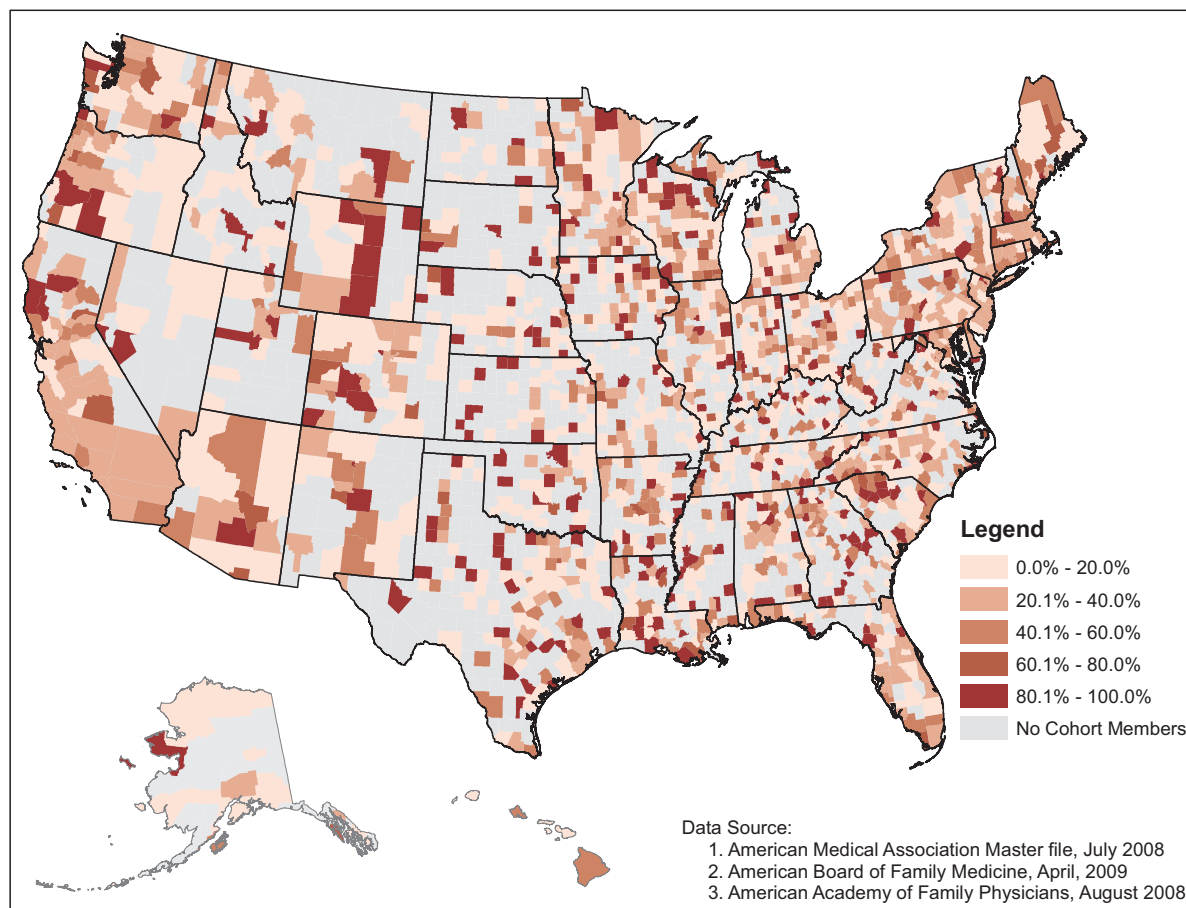 Legend
0.0% - 20.0%
20.1% - 40.0%
40.1% - 60.0%
60.1% - 80.0%
80.1% - 100.0%
No Cohort Members
Data Source:
1. American Medical Association Master file, July 2008
2. American Board of Family Medicine, April, 2009
3. American Academy of Family Physicians, August 2008